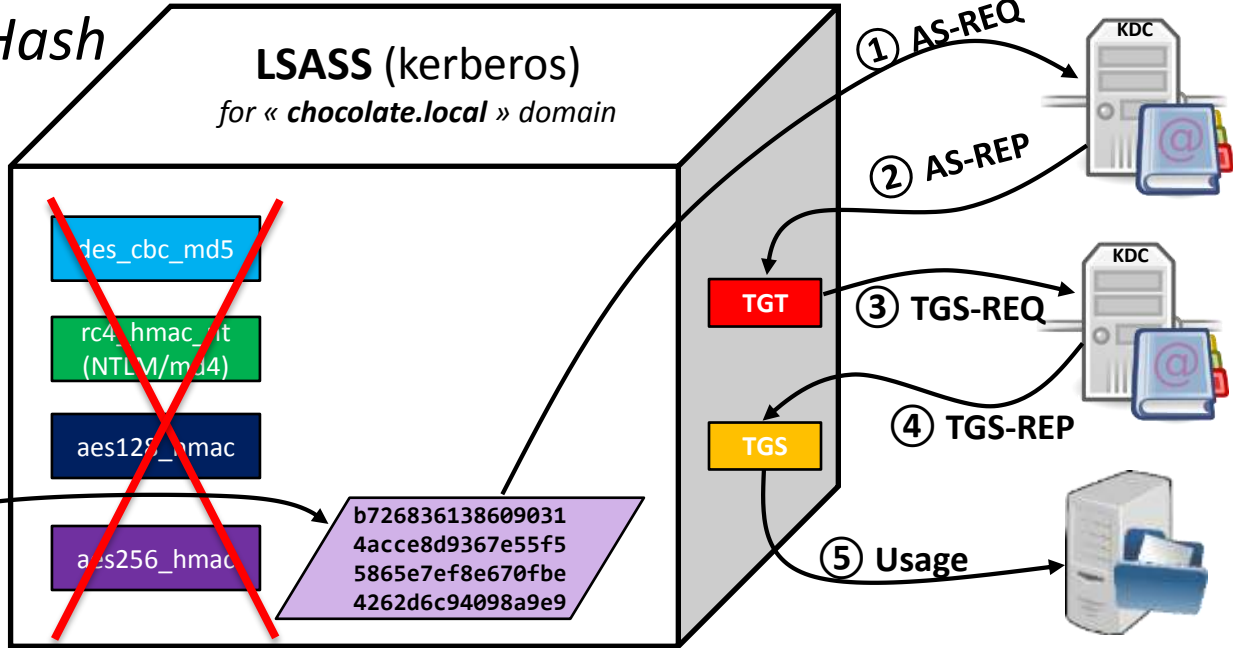 Hash
LSASS (kerberos)
for « chocolate.local » domain
① AS-REQ
KDC
② AS-REP
des_cbc_md5
rc4_hmac_nt
(NTLM/md4)
aes128_hmac
aes256_hmac
b726836138609031
4acce8d9367e55f5
5865e7ef8e670fbe
4262d6c94098a9e9
TGT
③ TGS-REQ
KDC
④ TGS-REP
TGS
⑤ Usage
@
@